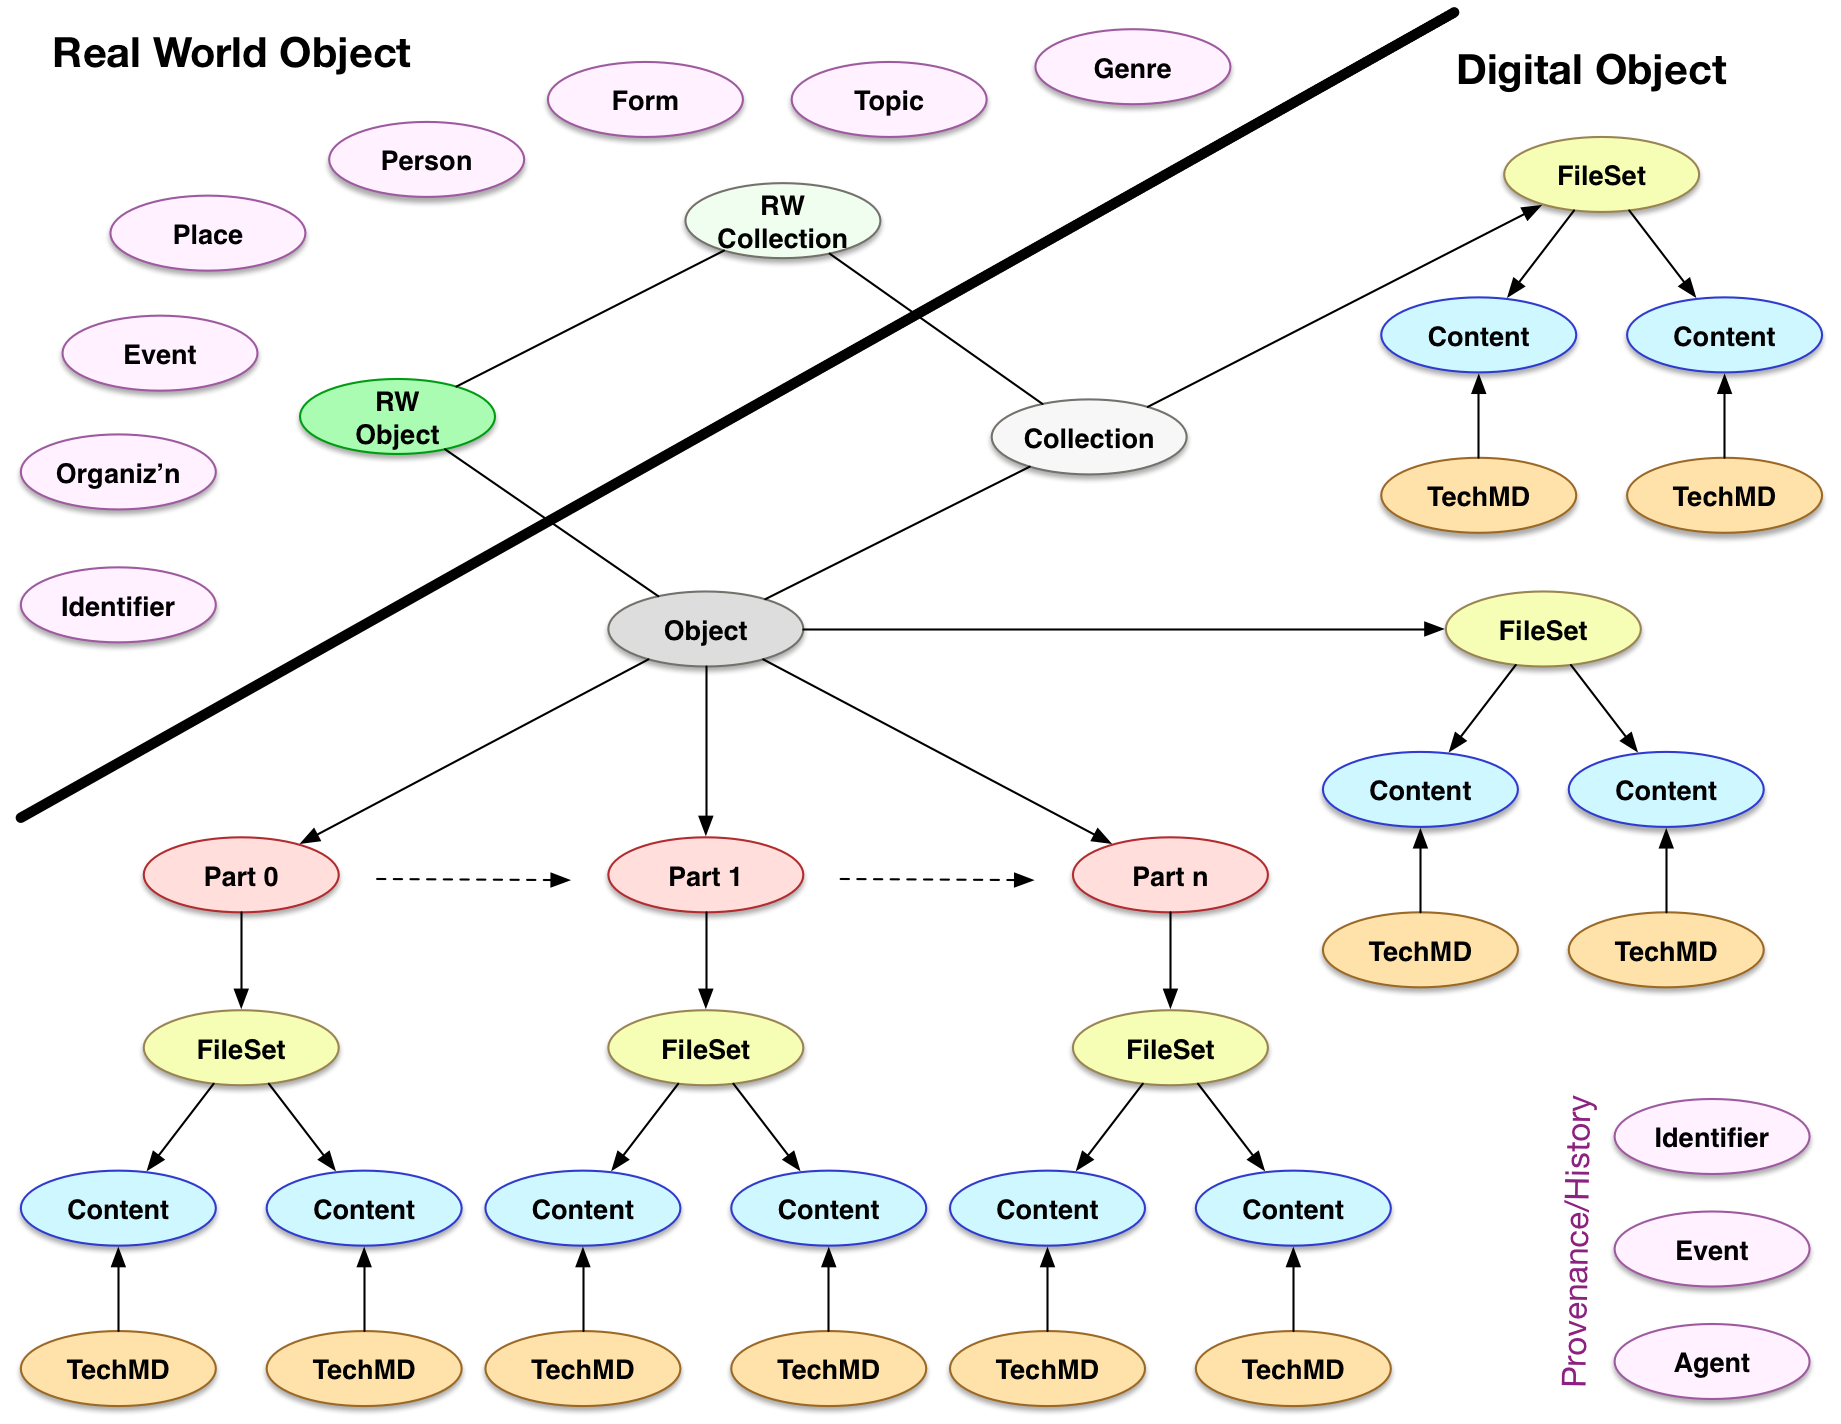 Real World Object
Digital Object
Genre
Form
Topic
Person
FileSet
RW
Collection
Place
Event
Content
Content
RW
Object
Collection
Organiz’n
TechMD
TechMD
Identifier
Object
FileSet
Content
Content
Part 0
Part 1
Part n
TechMD
TechMD
FileSet
FileSet
FileSet
Provenance/History
Identifier
Content
Content
Content
Content
Content
Content
Event
TechMD
TechMD
TechMD
TechMD
TechMD
TechMD
Agent